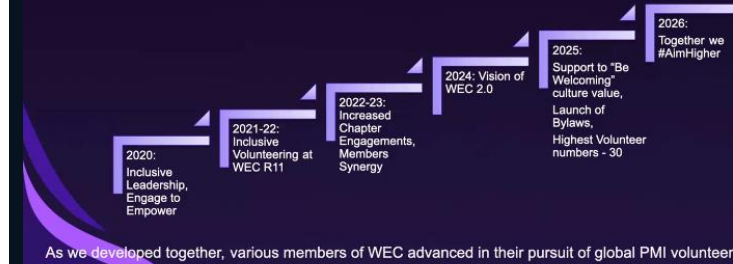 2020:
Inclusive
Leadership,
Engage to
Empower
2021-22:
Inclusive
Volunteering at
WEC R11
2022-23:
Increased
Chapter
Engagements,
Members
Synergy
2024: Vision of
WEC 2.0
2025:
Support to "Be
Welcoming"
culture value,
Launch of
Bylaws,
Highest Volunteer
numbers - 30
2026:
Together we
#AimHigher
As we developed together, various members of WEC advanced in their pursuit of global PMI volunteer